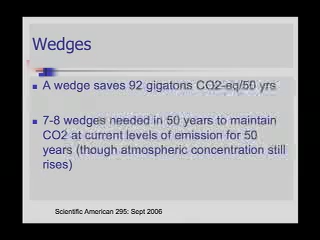 Wedges
A wedge saves 92 gigatons CO2-eq/50 yrs
7-8 wedges needed in 50 years to maintain
CO2 at current levels of emission for 50
years (though atmospheric concentration still
rises)
Scientific American 295: Sept 2006